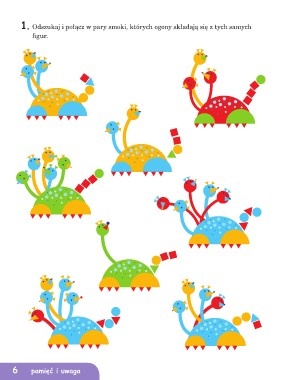 1. Odszukaj i połącz w pary smoki, których ogony składają się z tych samych
figur.
6 pamięć i uwaga